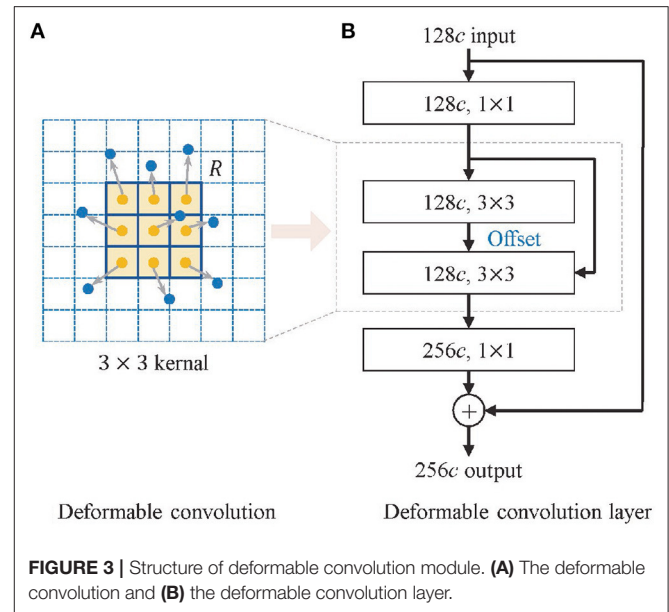 A
B
128c input
128c, 1×1
R
128c, 3×3
Offset
128c, 3×3
256c, 1×1
3 × 3 kernal
256c output
Deformable convolution
Deformable convolution layer
FIGURE 3 | Structure of deformable convolution module. (A) The deformable
convolution and (B) the deformable convolution layer.